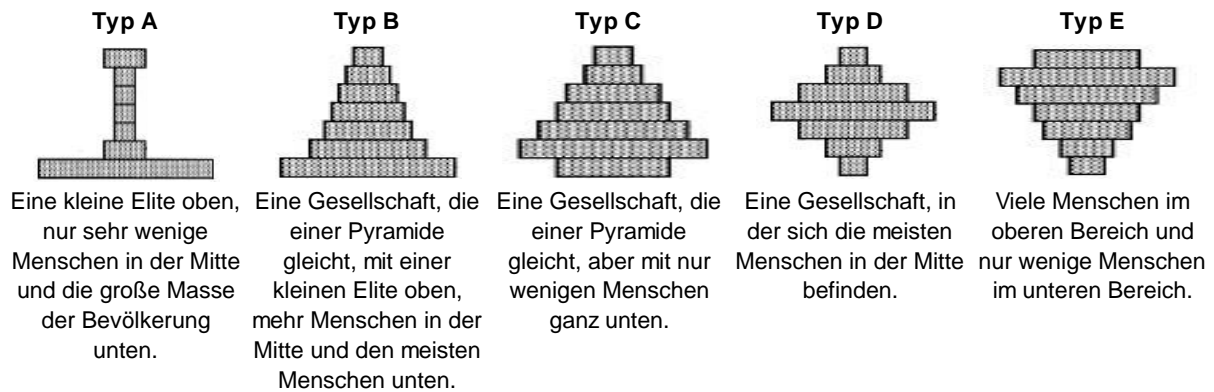 Typ A
Eine kleine Elite oben,
nur sehr wenige
Menschen in der Mitte
und die große Masse
der Bevölkerung
unten.
Typ B
Eine Gesellschaft, die
einer Pyramide
gleicht, mit einer
kleinen Elite oben,
mehr Menschen in der
Mitte und den meisten
Menschen unten.
Typ C
Eine Gesellschaft, die
einer Pyramide
gleicht, aber mit nur
wenigen Menschen
ganz unten.
Typ D
Eine Gesellschaft, in
der sich die meisten
Menschen in der Mitte
befinden.
Typ E
Viele Menschen im
oberen Bereich und
nur wenige Menschen
im unteren Bereich.